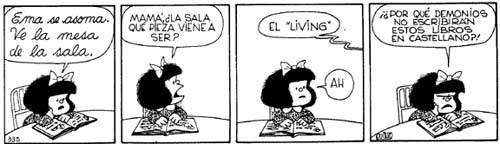 Ema se asoma.
Ve la mesa
de la sala.
MAMÁ, ¿LA SALA
QUÉ PIEZA VIENE A
SER?
EL "LIVING"
AH
¡¿POR QUÉ DEMONIOS
NO ESCRIBIRÁN
ESTOS LIBROS
EN CASTELLANO?!
335